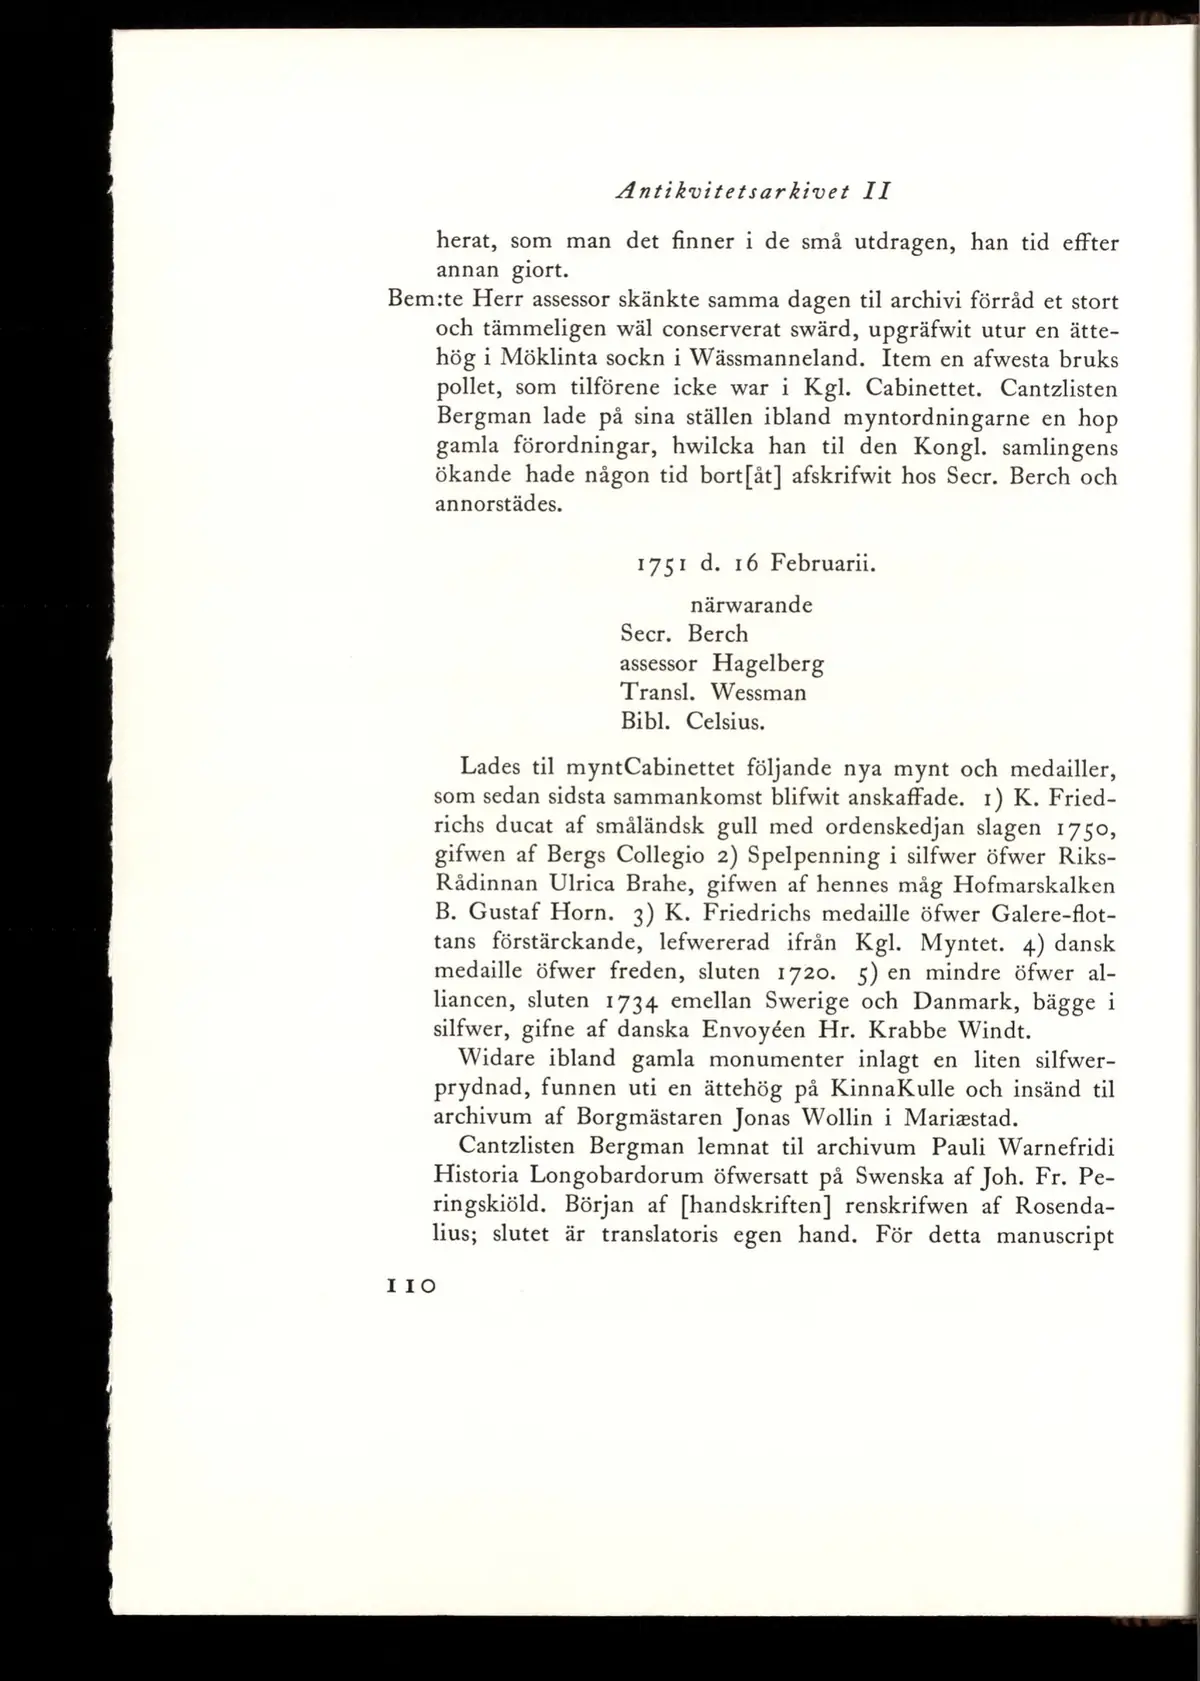 Antikvitetsarkivet II
herat, som man det finner i de små utdragen, han tid effter
annan giort.
Bem:te Herr assessor skänkte samma dagen til archivi förråd et stort
och tämmeligen wäl conserverat swärd, upgräfwit utur en ätte-
hög i Möklinta sockn i Wässmanneland. Item en afwesta bruks
pollet, som tilförene icke war i Kgl. Cabinettet. Cantzlisten
Bergman lade på sina ställen ibland myntordningarne en hop
gamla förordningar, hwilcka han til den Kongl. samlingens
ökande hade någon tid bort[åt] afskrifwit hos Secr. Berch och
annorstädes.
1751 d. 16 Februarii.
närwarande
Secr. Berch
assessor Hagelberg
Transl. Wessman
Bibl. Celsius.
Lades til myntCabinettet följande nya mynt och medailler,
som sedan sidsta sammankomst blifwit anskaffade. 1) K. Fried-
richs ducat af småländsk gull med ordenskedjan slagen 1750,
gifwen af Bergs Collegio 2) Spelpenning i silfwer öfwer Riks-
Rådinnan Ulrica Brahe, gifwen af hennes måg Hofmarskalken
B. Gustaf Horn. 3) K. Friedrichs medaille öfwer Galere-flot-
tans förstärckande, lefwererad ifrån Kgl. Myntet. 4) dansk
medaille öfwer freden, sluten 1720. 5) en mindre öfwer al-
liancen, sluten 1734 emellan Swerige och Danmark, bägge i
silfwer, gifne af danska Envoyéen Hr. Krabbe Windt.
Widare ibland gamla monumenter inlagt en liten silfwer-
prydnad, funnen uti en ättehög på KinnaKulle och insänd til
archivum af Borgmästaren Jonas Wollin i Mariæstad.
Cantzlisten Bergman lemnat til archivum Pauli Warnefridi
Historia Longobardorum öfwersatt på Swenska af Joh. Fr. Pe-
ringskiöld. Början af [handskriften] renskrifwen af Rosenda-
lius; slutet är translatoris egen hand. För detta manuscript
110